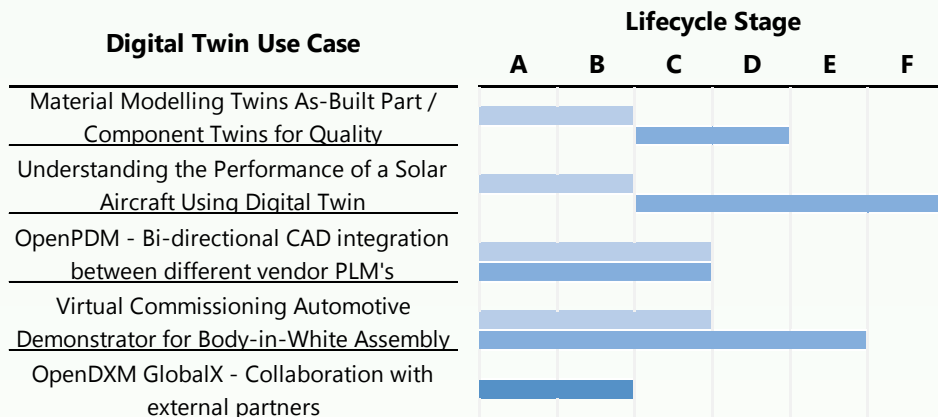 Digital Twin Use Case
Lifecycle Stage
A B C D E F
Material Modelling Twins As-Built Part /
Component Twins for Quality
Understanding the Performance of a Solar
Aircraft Using Digital Twin
OpenPDM - Bi-directional CAD integration
between different vendor PLM's
Virtual Commissioning Automotive
Demonstrator for Body-in-White Assembly
OpenDXM GlobalX - Collaboration with
external partners